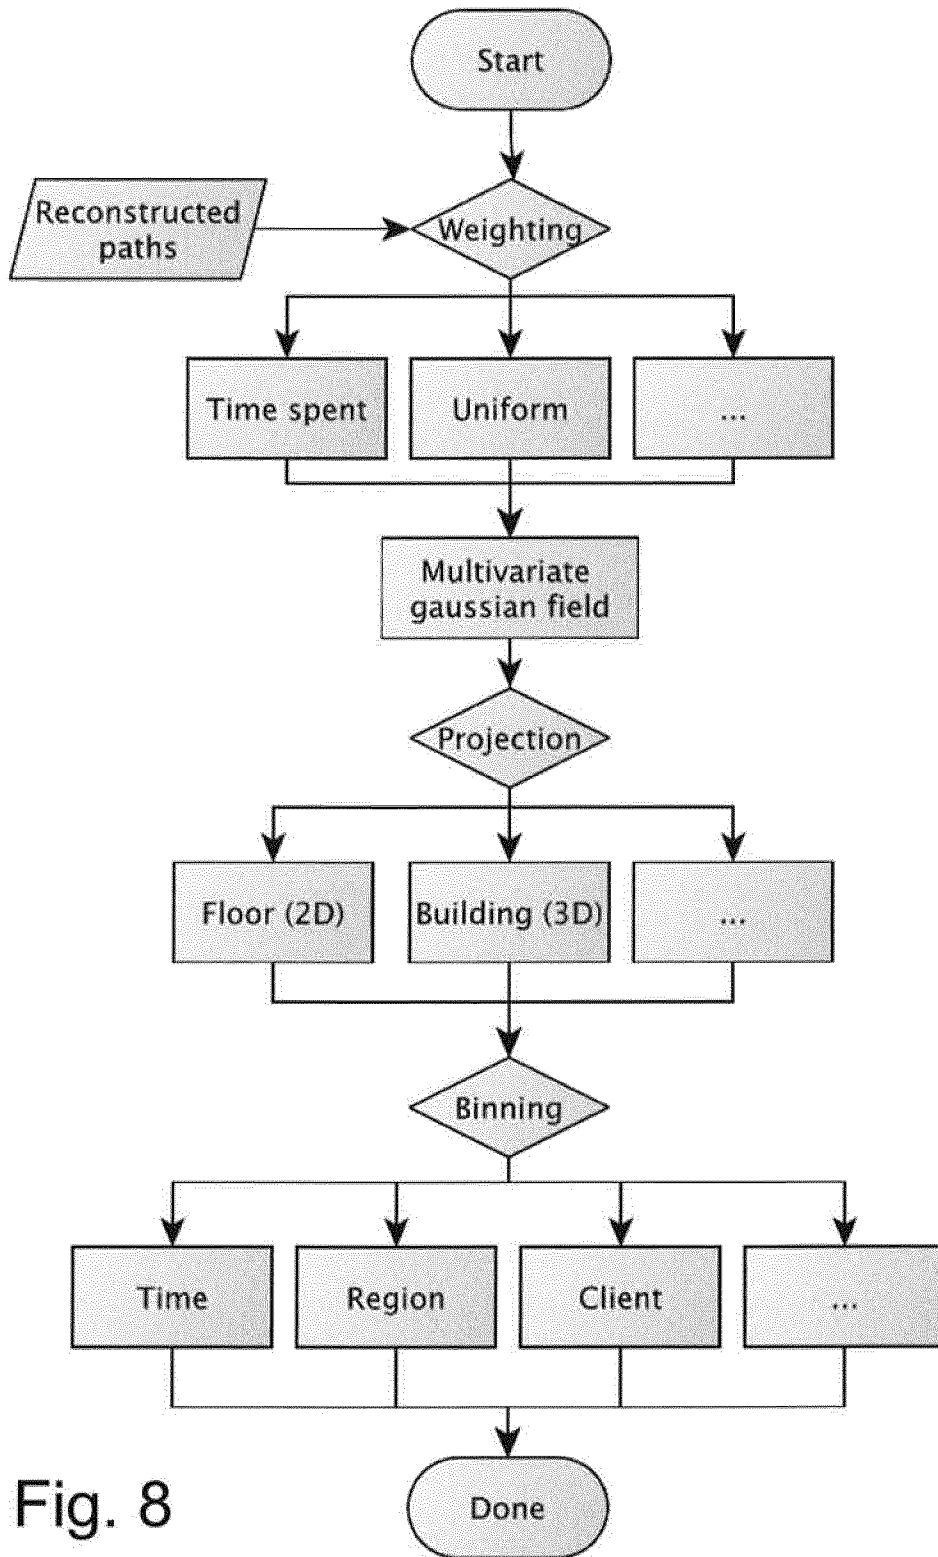 Start
Reconstructed
paths
Weighting
Time spent
Uniform
...
Multivariate
gaussian field
Projection
Floor (2D)
Building (3D)
...
Binning
Time
Region
Client
...
Done
Fig. 8